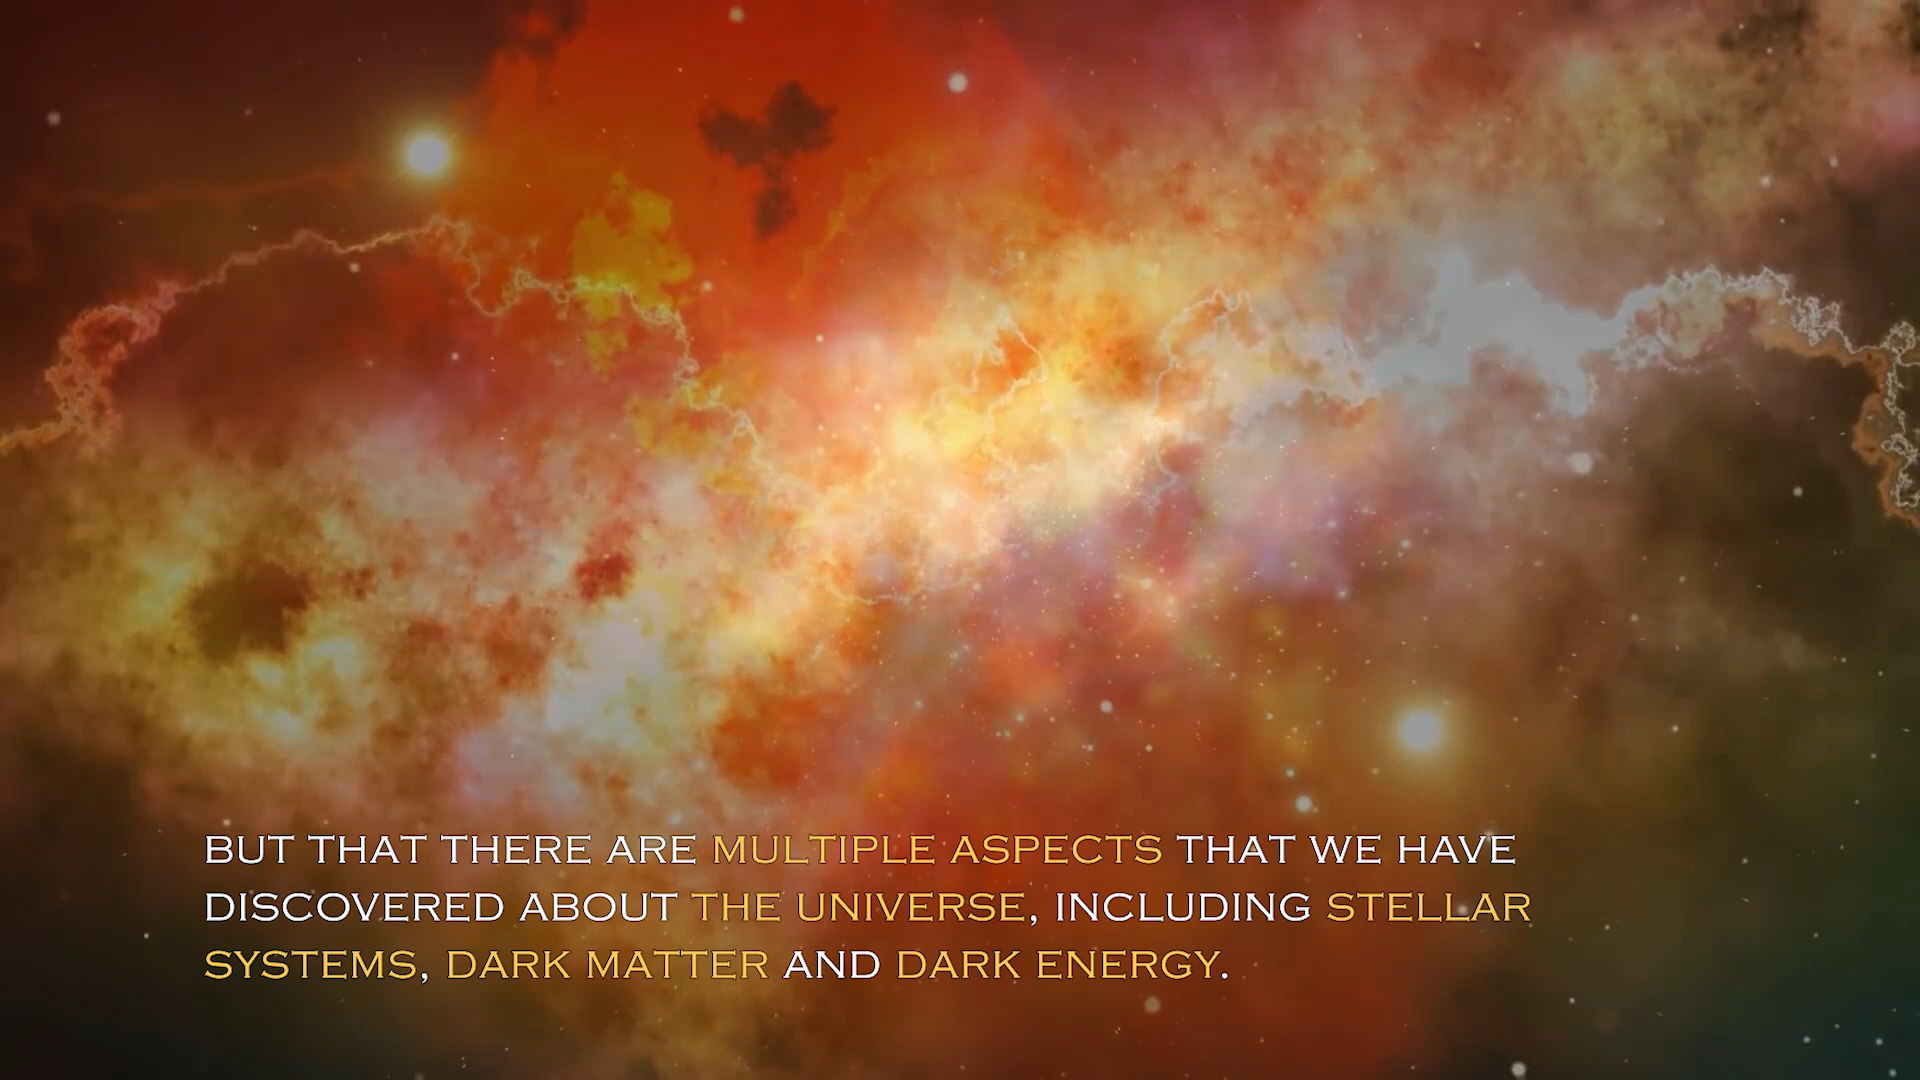 BUT THAT THERE ARE MULTIPLE ASPECTS THAT WE HAVE
DISCOVERED ABOUT THE UNIVERSE, INCLUDING STELLAR
SYSTEMS, DARK MATTER AND DARK ENERGY.